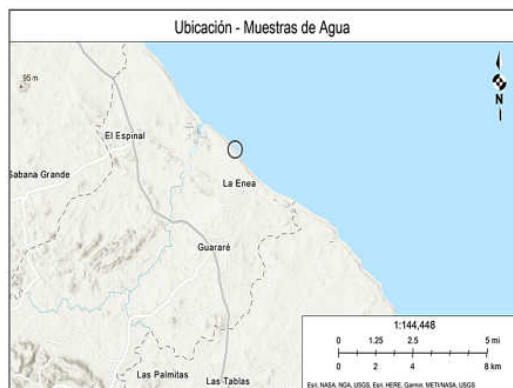 Ubicación - Muestras de Agua
95 m
N
El Espinal
Sabana Grande
La Enea
Guararé
Las Palmitas
Las Tablas
1:144,448
0 1.25 2.5 5 mi
0 2 4 8 km
Esri, NASA, NGA, USGS, Esri, HERE, Garmin, METI/NASA, USGS